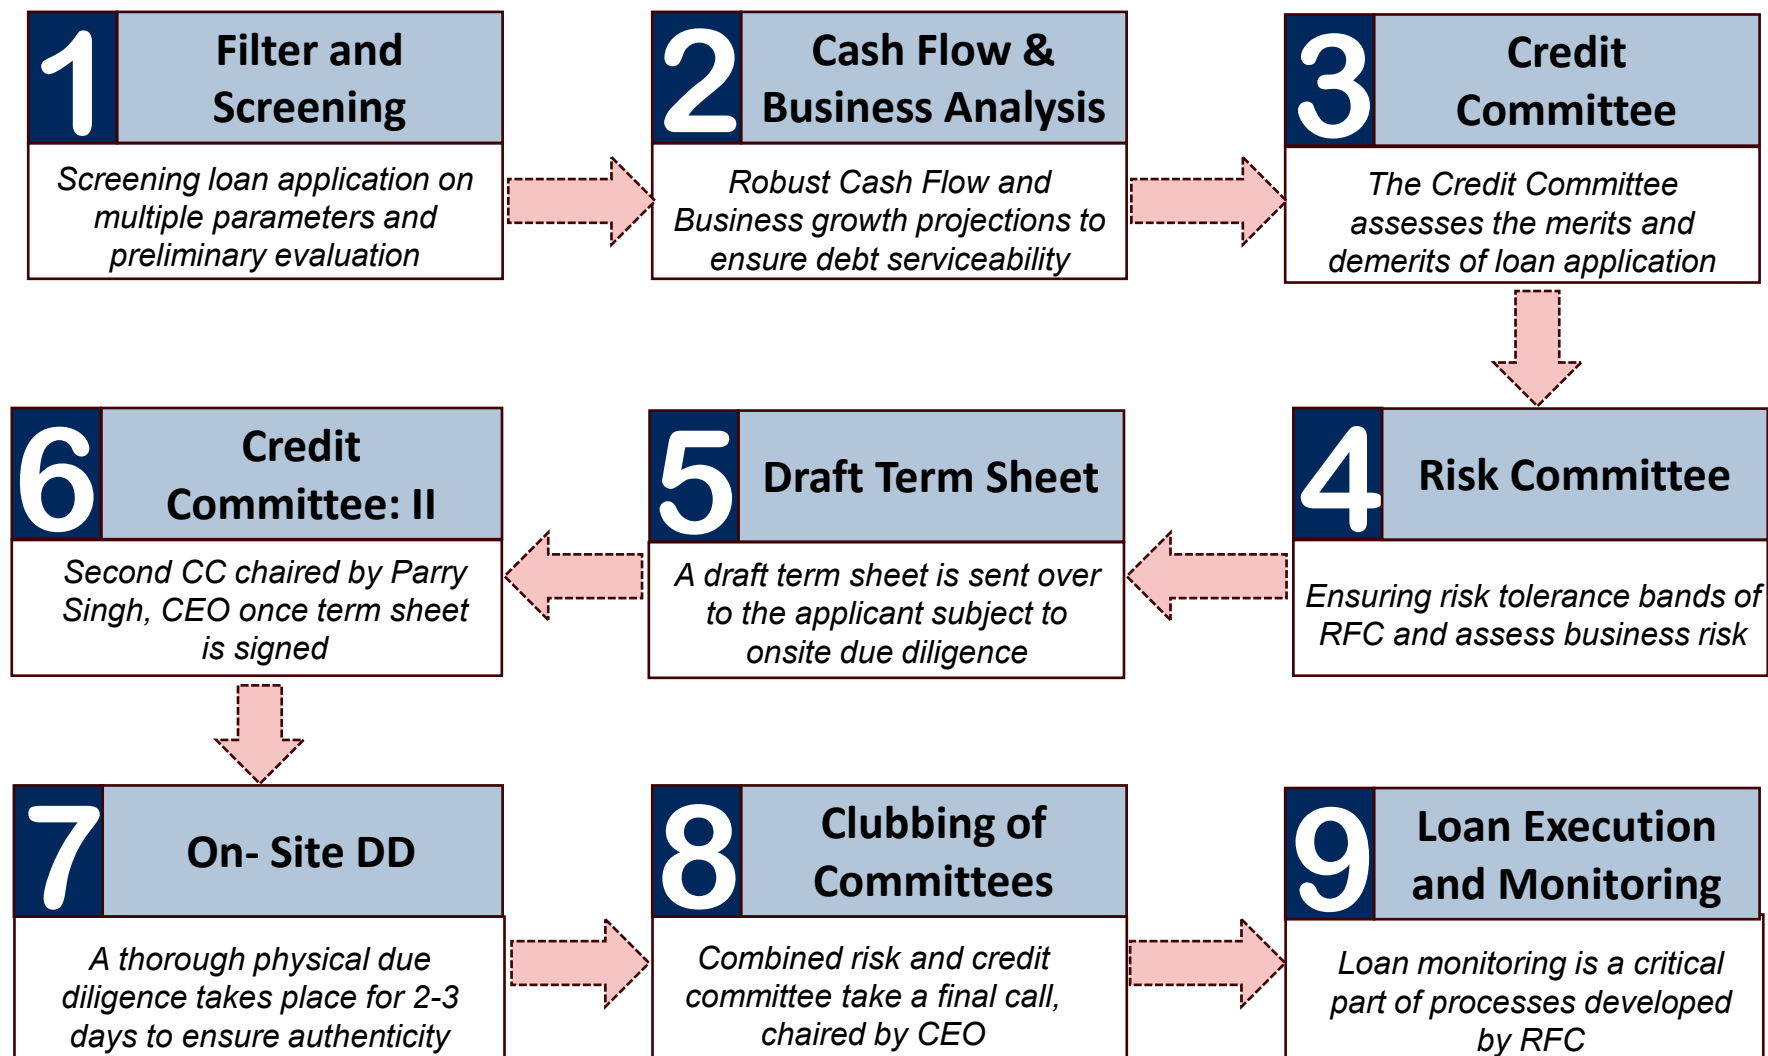 1
Filter and
Screening
Screening loan application on
multiple parameters and
preliminary evaluation
2
Cash Flow &
Business Analysis
Robust Cash Flow and
Business growth projections to
ensure debt serviceability
3
Credit
Committee
The Credit Committee
assesses the merits and
demerits of loan application
4
Risk Committee
Ensuring risk tolerance bands of
RFC and assess business risk
5
Draft Term Sheet
A draft term sheet is sent over
to the applicant subject to
onsite due diligence
6
Credit
Committee: II
Second CC chaired by Parry
Singh, CEO once term sheet
is signed
7
On- Site DD
A thorough physical due
diligence takes place for 2-3
days to ensure authenticity
8
Clubbing of
Committees
Combined risk and credit
committee take a final call,
chaired by CEO
9
Loan Execution
and Monitoring
Loan monitoring is a critical
part of processes developed
by RFC